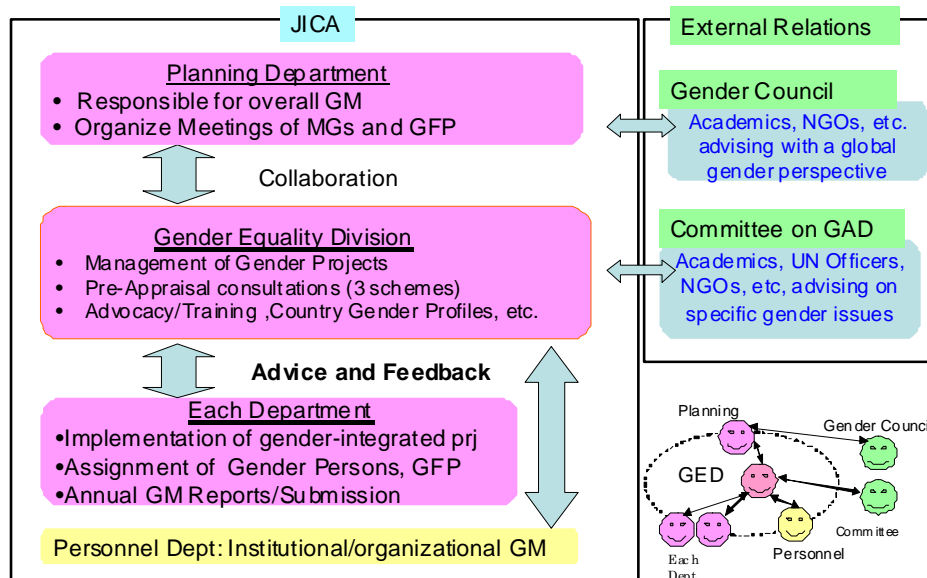 JICA
Planning Department
• Responsible for overall GM
• Organize Meetings of MGs and GFP
Collaboration
Gender Equality Division
• Management of Gender Projects
• Pre-Appraisal consultations (3 schemes)
• Advocacy/Training ,Country Gender Profiles, etc.
Advice and Feedback
Each Department
•Implementation of gender-integrated prj
•Assignment of Gender Persons, GFP
•Annual GM Reports/Submission
Personnel Dept: Institutional/organizational GM
External Relations
Gender Council
Academics, NGOs, etc.
advising with a global
gender perspective
Committee on GAD
Academics, UN Officers,
NGOs, etc, advising on
specific gender issues
Planning
Gender Council
GED
Committee
Personnel
Each
Dept